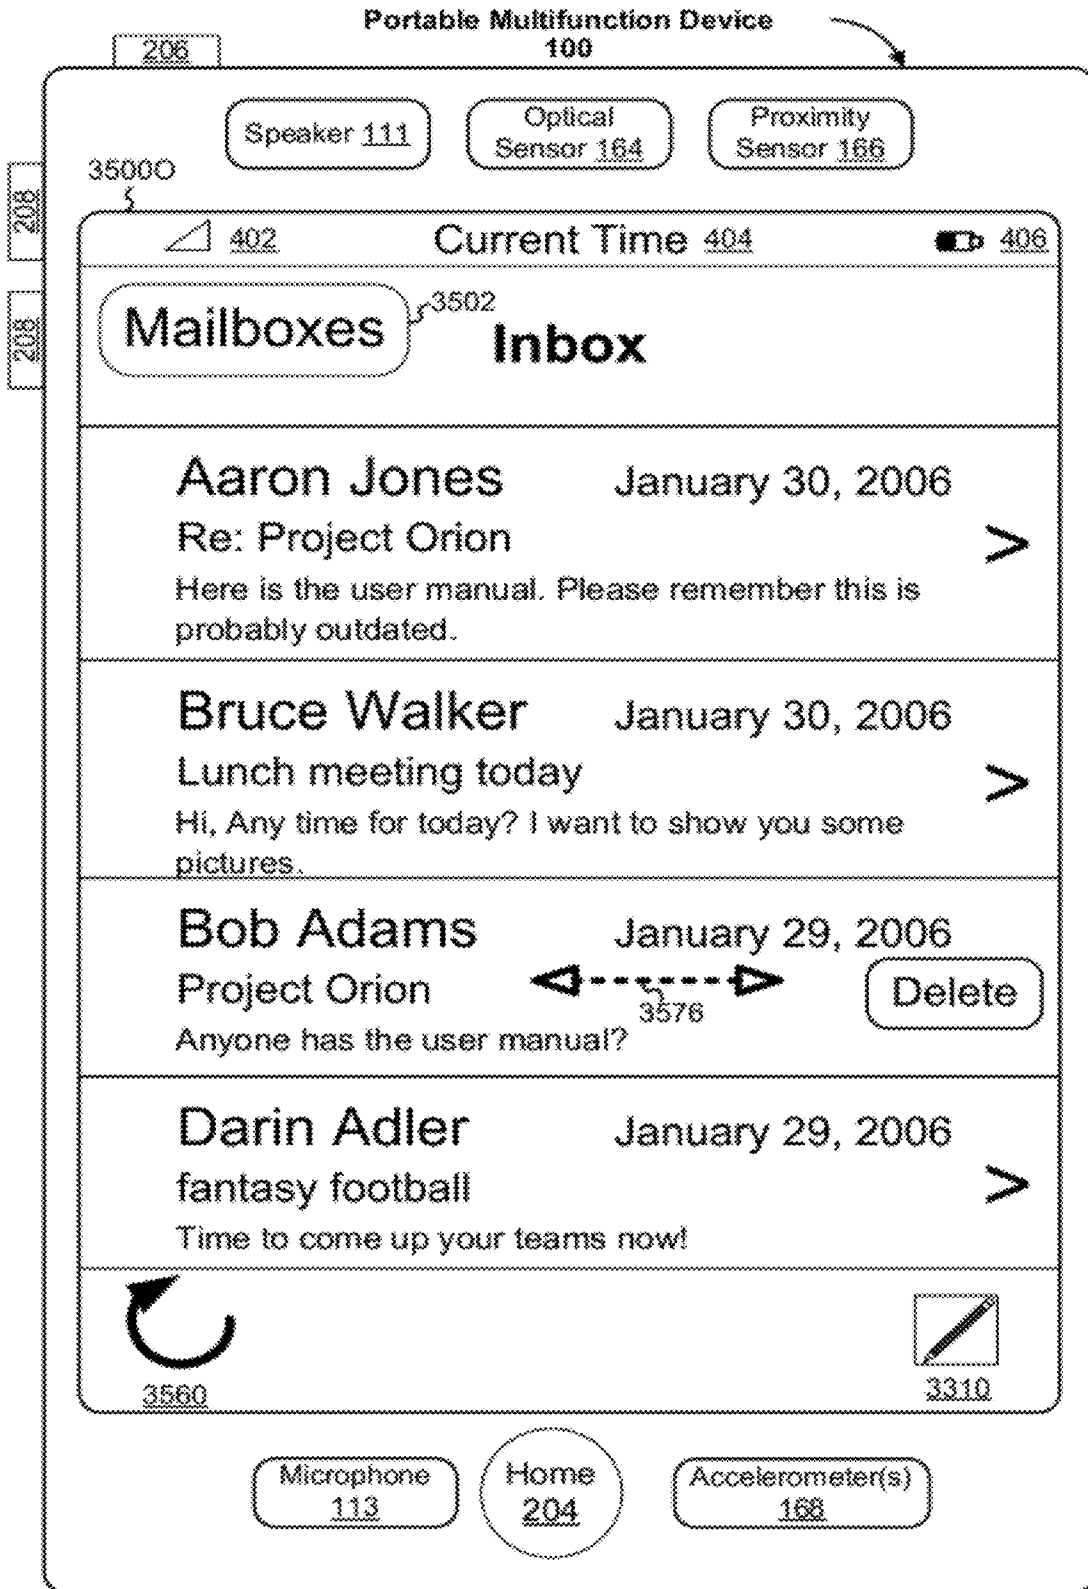 Portable Multifunction Device
100
206
Speaker 111
Optical
Sensor 164
Proximity
Sensor 166
3500O
208
208
402
Current Time 404
406
Mailboxes
3502
Inbox
Aaron Jones January 30, 2006
Re: Project Orion
>
Here is the user manual. Please remember this is
probably outdated.
Bruce Walker January 30, 2006
Lunch meeting today
>
Hi, Any time for today? I want to show you some
pictures.
Bob Adams January 29, 2006
Project Orion
3576
Delete
Anyone has the user manual?
Darin Adler January 29, 2006
fantasy football
>
Time to come up your teams now!
3560
3310
Microphone
113
Home
204
Accelerometer(s)
168